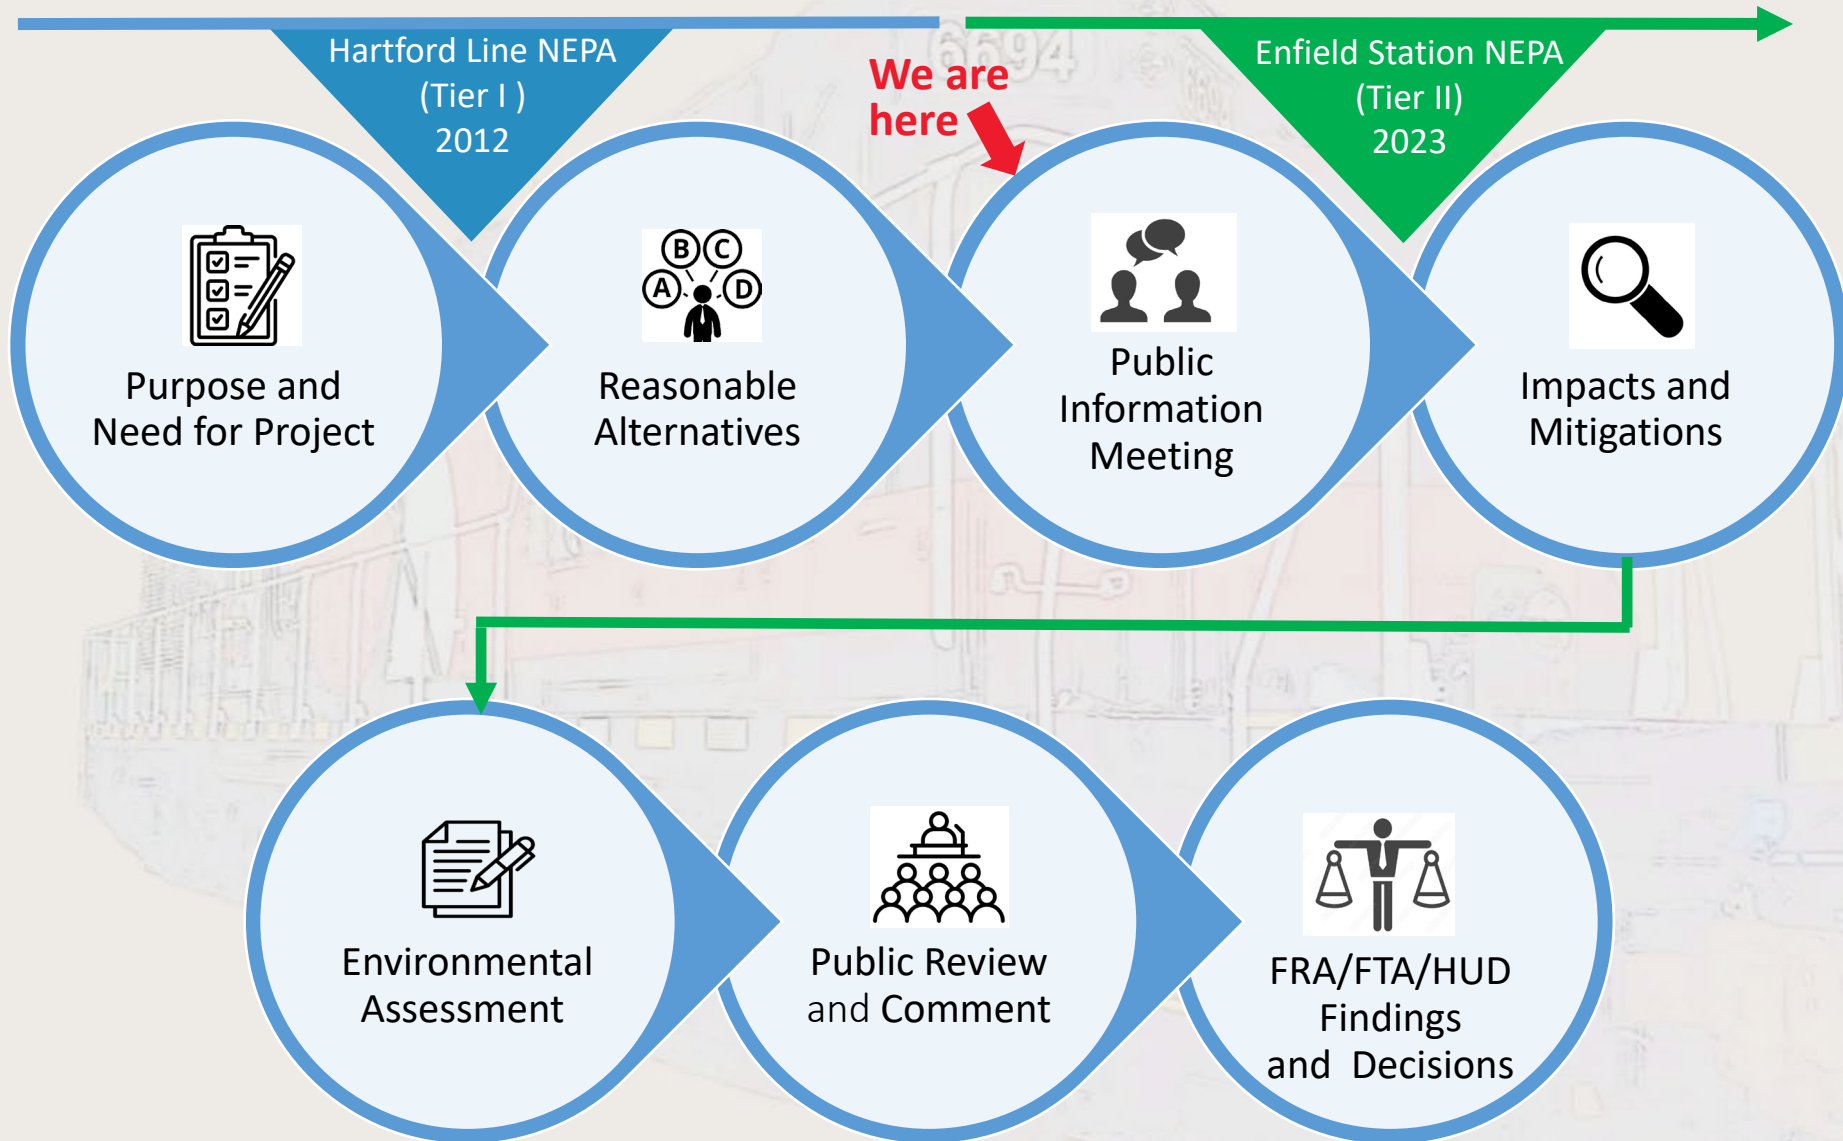 Hartford Line NEPA
(Tier I )
2012
We are
here
Enfield Station NEPA
(Tier II)
2023
6694
Purpose and
Need for Project
A
B
C
D
Reasonable
Alternatives
Public
Information
Meeting
Impacts and
Mitigations
Environmental
Assessment
Public Review
and Comment
FRA/FTA/HUD
Findings
and  Decisions